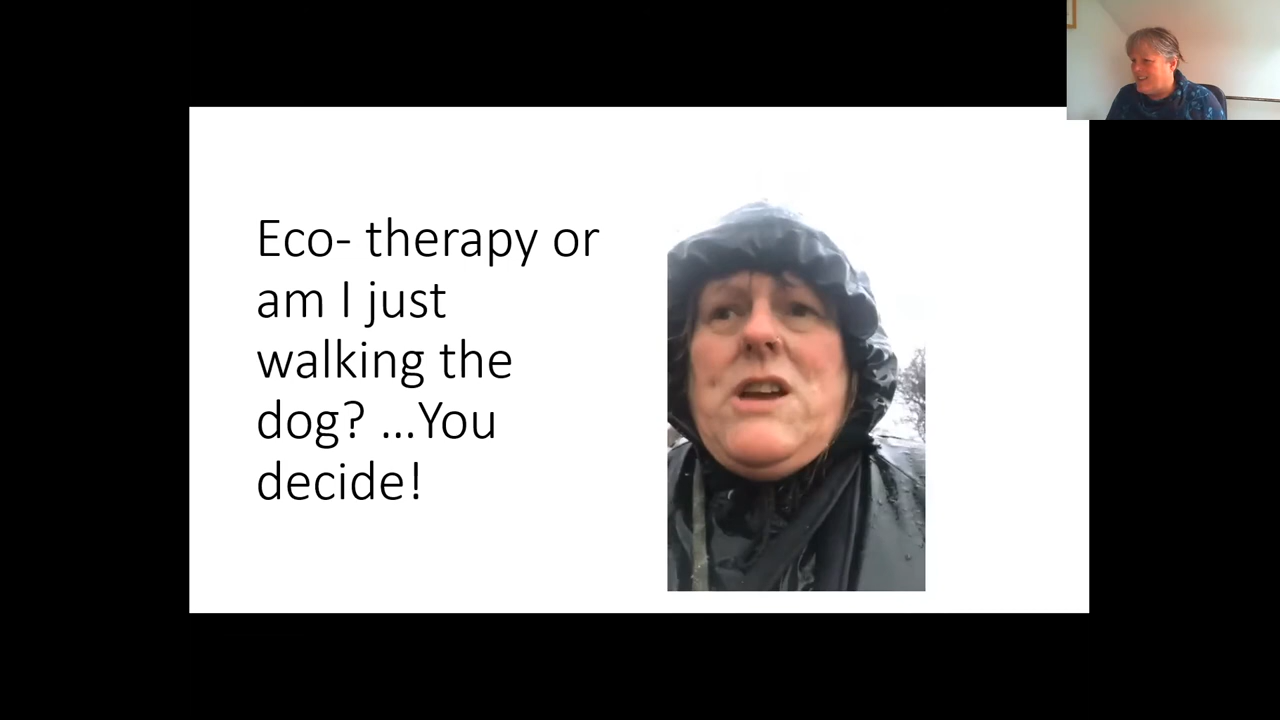 Eco- therapy or
am I just
walking the
dog? ...You
decide!